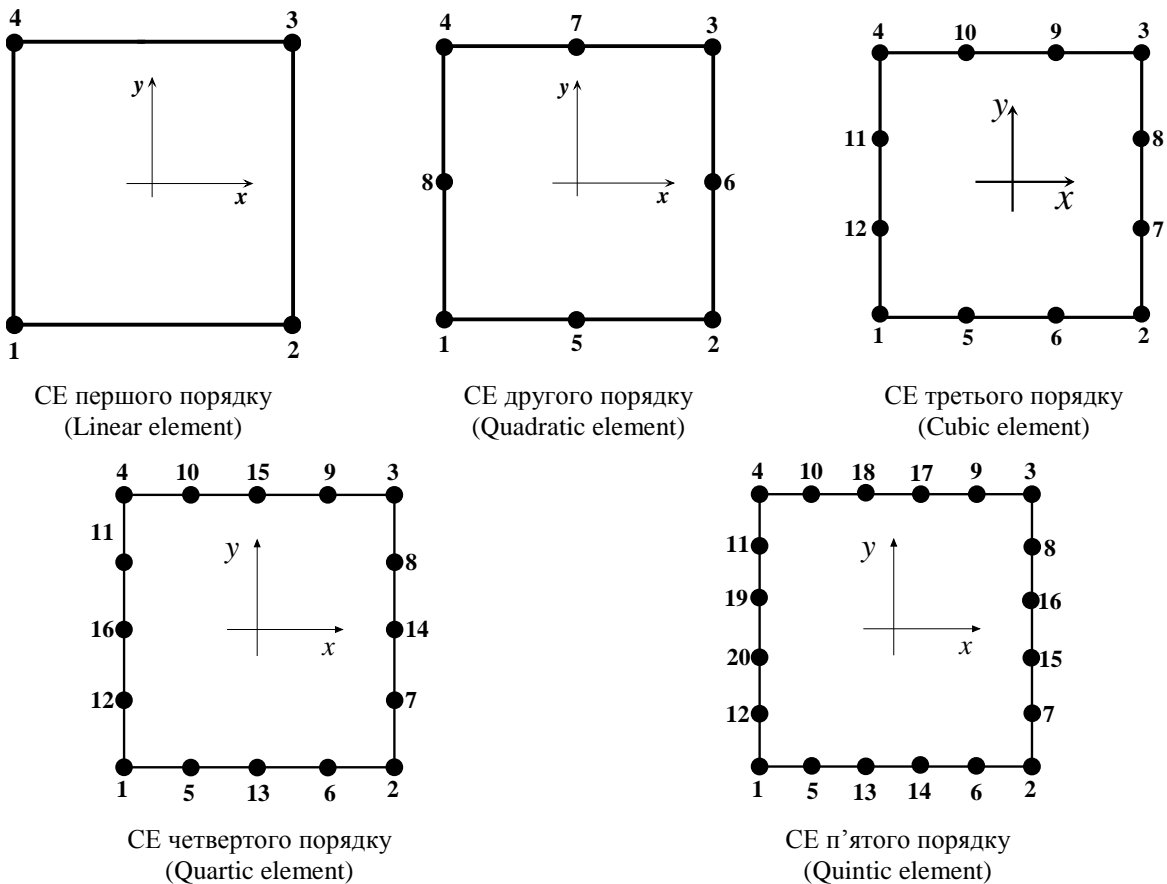 4 3 4 7 3 4 10 9 3
y y y
11 8
8 6
x x x
12 7
1 2 1 5 2 1 5 6 2
СЕ першого порядку
(Linear element)
СЕ другого порядку
(Quadratic element)
СЕ третього порядку
(Cubic element)
4 10 15 9 3 4 10 18 17 9 3
11 y 8 11 y 8
19 16
16 x 14 x
20 15
12 7 12 7
1 5 13 6 2 1 5 13 14 6 2
СЕ четвертого порядку
(Quartic element)
СЕ п’ятого порядку
(Quintic element)